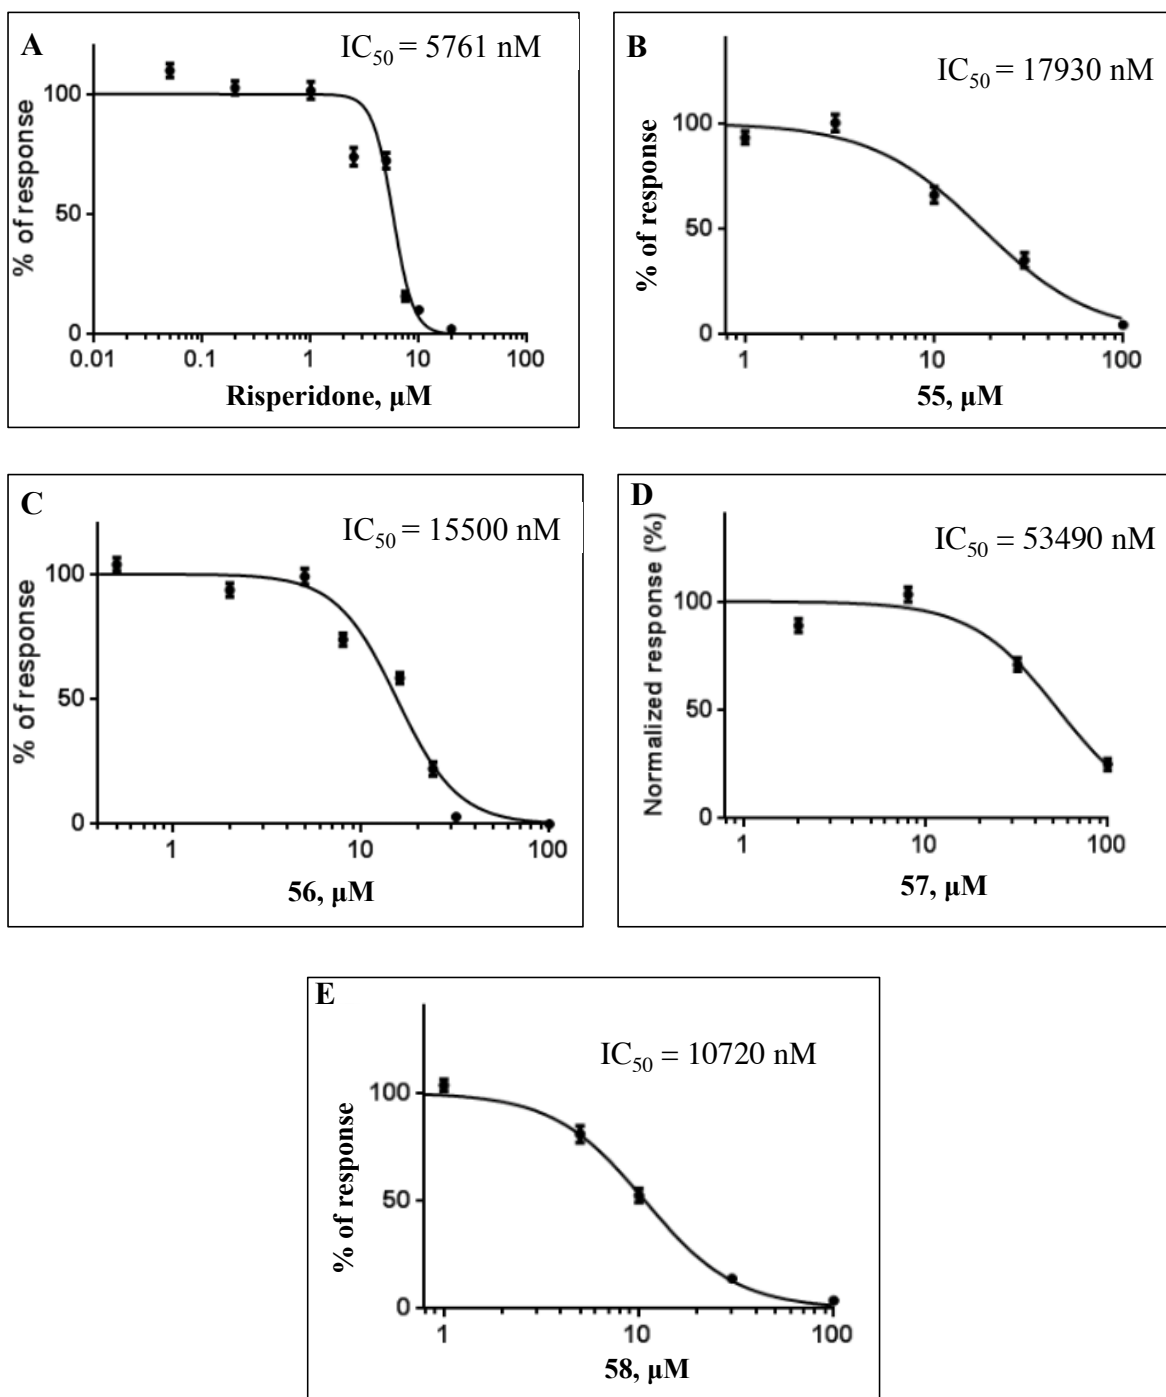 A
IC50 = 5761 nM
% of response
100
50
0
0.01 0.1 1 10 100
Risperidone, µM
B
IC50 = 17930 nM
% of response
100
50
0
1 10 100
55, µM
C
IC50 = 15500 nM
% of response
100
50
0
1 10 100
56, µM
D
IC50 = 53490 nM
Normalized response (%)
100
50
0
1 10 100
57, µM
E
IC50 = 10720 nM
% of response
100
50
0
1 10 100
58, µM